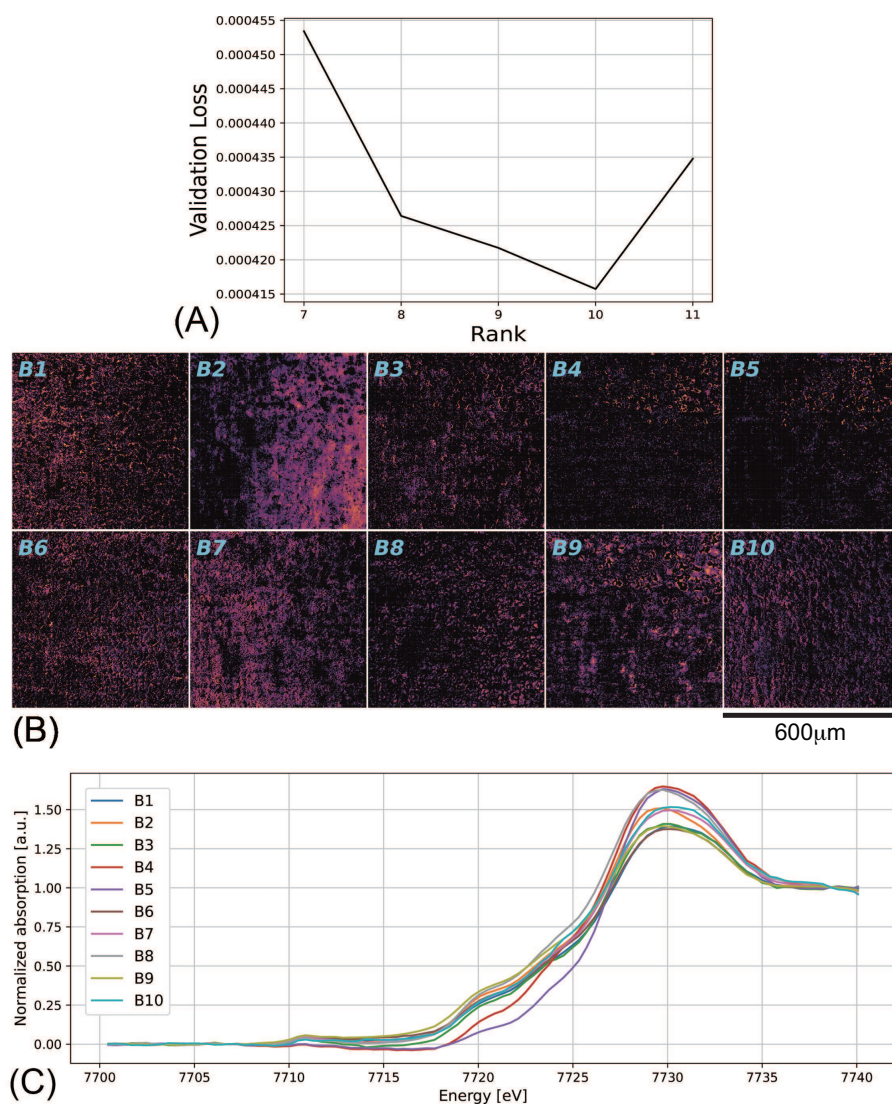 0.000455
0.000450
0.000445
0.000440
0.000435
0.000430
0.000425
0.000420
0.000415
Validation Loss
7 8 9 10 11
Rank
(A)
B1 B2 B3 B4 B5
B6 B7 B8 B9 B10
(B)
600μm
1.50
1.25
1.00
0.75
0.50
0.25
0.00
Normalized absorption [a.u.]
B1
B2
B3
B4
B5
B6
B7
B8
B9
B10
7700 7705 7710 7715 7720 7725 7730 7735 7740
Energy [eV]
(C)